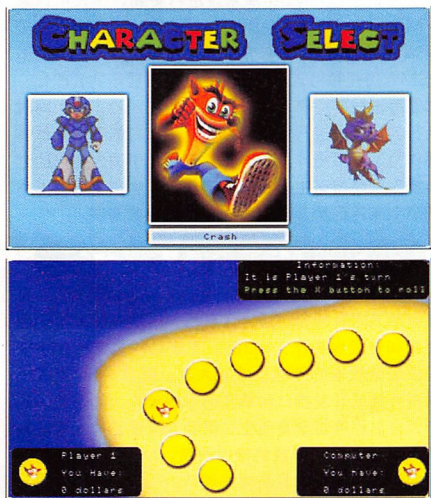 CHARACTER SELECT
Crash
Information:
It is Player 1's turn
Press the X button to roll
Player 1
You Have:
0 dollars
Computer
You have:
0 dollars